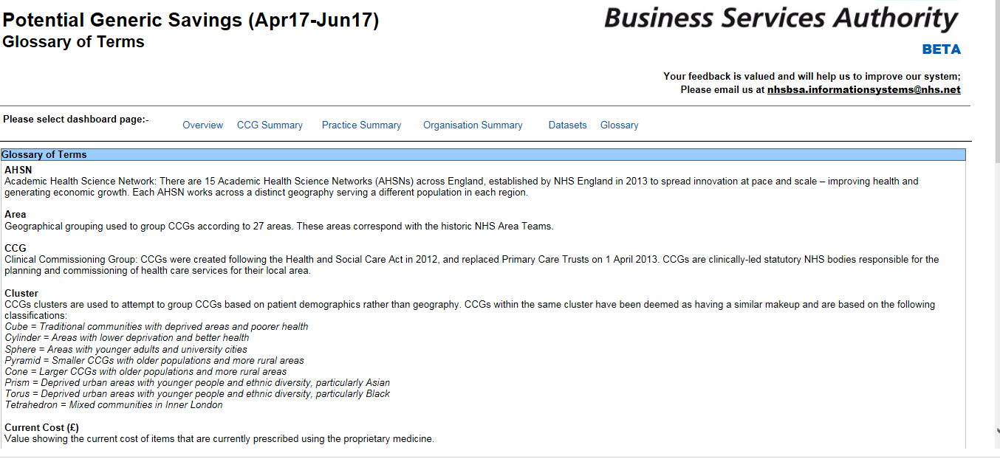 Potential Generic Savings (Apr17-Jun17)
Glossary of Terms
Business Services Authority
BETA
Your feedback is valued and will help us to improve our system;
Please email us at nhsbsa.informationsystems@nhs.net
Please select dashboard page:-
Overview CCG Summary Practice Summary Organisation Summary Datasets Glossary
Glossary of Terms
AHSN
Academic Health Science Network: There are 15 Academic Health Science Networks (AHSNs) across England, established by NHS England in 2013 to spread innovation at pace and scale – improving health and
generating economic growth. Each AHSN works across a distinct geography serving a different population in each region.
Area
Geographical grouping used to group CCGs according to 27 areas. These areas correspond with the historic NHS Area Teams.
CCG
Clinical Commissioning Group: CCGs were created following the Health and Social Care Act in 2012, and replaced Primary Care Trusts on 1 April 2013. CCGs are clinically-led statutory NHS bodies responsible for the
planning and commissioning of health care services for their local area.
Cluster
CCGs clusters are used to attempt to group CCGs based on patient demographics rather than geography. CCGs within the same cluster have been deemed as having a similar makeup and are based on the following
classifications:
Cube = Traditional communities with deprived areas and poorer health
Cylinder = Areas with lower deprivation and better health
Sphere = Areas with younger adults and university cities
Pyramid = Smaller CCGs with older populations and more rural areas
Cone = Larger CCGs with older populations and more rural areas
Prism = Deprived urban areas with younger people and ethnic diversity, particularly Asian
Torus = Deprived urban areas with younger people and ethnic diversity, particularly Black
Tetrahedron = Mixed communities in Inner London
Current Cost (£)
Value showing the current cost of items that are currently prescribed using the proprietary medicine.